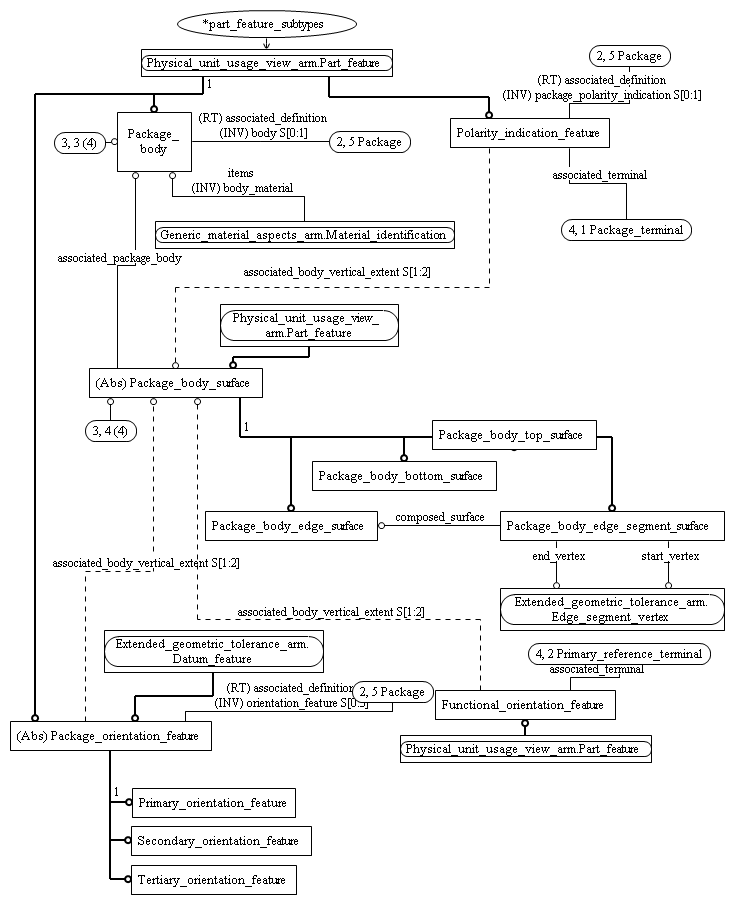 *part_feature_subtypes
Physical_unit_usage_view_arm.Part_feature
1
2, 5 Package
(RT) associated_definition
(INV) package_polarity_indication S[0:1]
3, 3 (4)
Package_
body
(RT) associated_definition
(INV) body S[0:1]
2, 5 Package
Polarity_indication_feature
items
(INV) body_material
associated_terminal
Generic_material_aspects_arm.Material_identification
4, 1 Package_terminal
associated_package_body
associated_body_vertical_extent S[1:2]
Physical_unit_usage_view_
arm.Part_feature
(Abs) Package_body_surface
3, 4 (4)
1
Package_body_top_surface
Package_body_bottom_surface
Package_body_edge_surface
composed_surface
Package_body_edge_segment_surface
end_vertex
start_vertex
associated_body_vertical_extent S[1:2]
Extended_geometric_tolerance_arm.
Edge_segment_vertex
associated_body_vertical_extent S[1:2]
Extended_geometric_tolerance_arm.
Datum_feature
4, 2 Primary_reference_terminal
associated_terminal
(RT) associated_definition
(INV) orientation_feature S[0:3]
2, 5 Package
Functional_orientation_feature
(Abs) Package_orientation_feature
Physical_unit_usage_view_arm.Part_feature
1
Primary_orientation_feature
Secondary_orientation_feature
Tertiary_orientation_feature